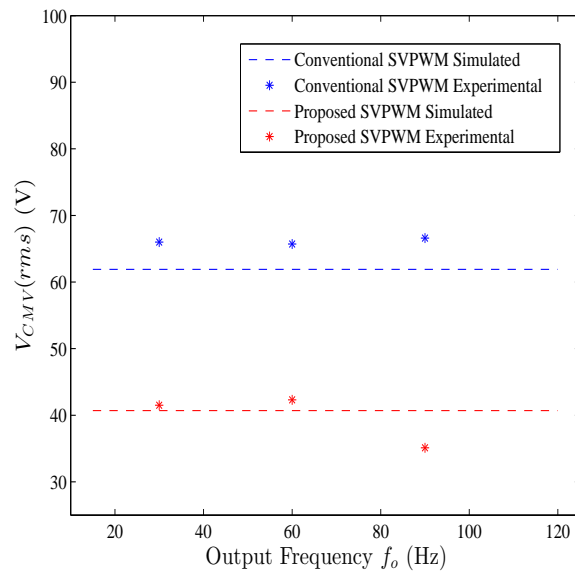 100
90
80
70
60
50
40
30
20
40
60
80
100
120
V_{CMV}(rms) (V)
Output Frequency f_o (Hz)
Conventional SVPWM Simulated
Conventional SVPWM Experimental
Proposed SVPWM Simulated
Proposed SVPWM Experimental